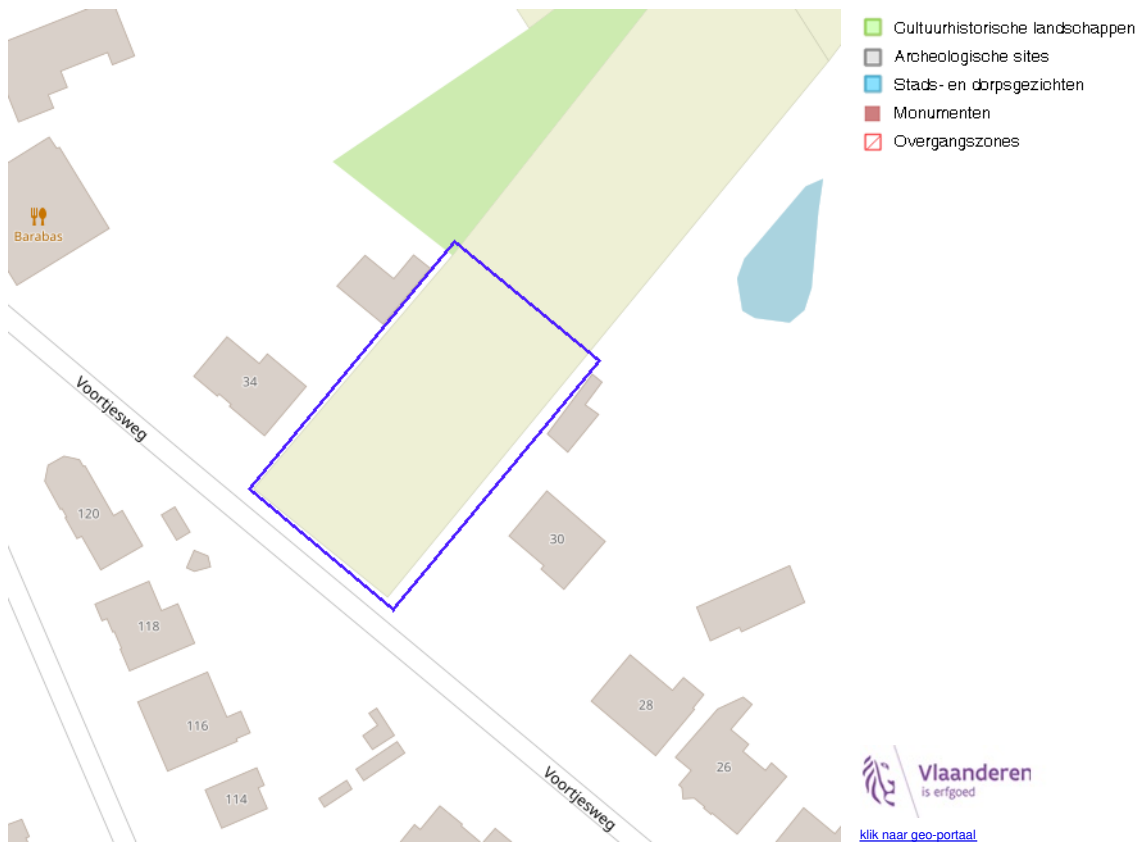 Cultuurhistorische landschappen
Archeologische sites
Stads- en dorpsgezichten
Monumenten
Overgangszones
Barabas
34
Voortjesweg
120
30
118
28
116
26
114
Voortjesweg
Vlaanderen
is erfgoed
klik naar geo-portaal